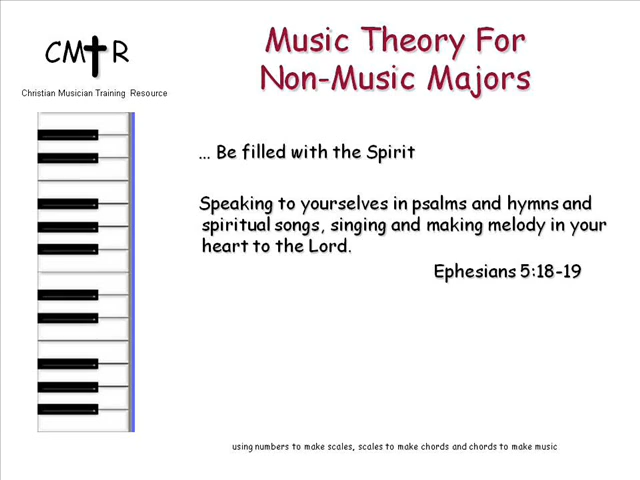 CM✝R
Christian Musician Training Resource
Music Theory For
Non-Music Majors
... Be filled with the Spirit
Speaking to yourselves in psalms and hymns and
spiritual songs, singing and making melody in your
heart to the Lord.
Ephesians 5:18-19
using numbers to make scales, scales to make chords and chords to make music